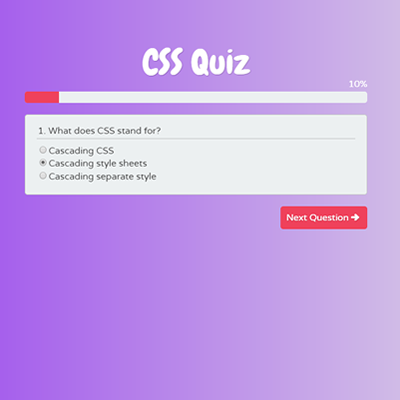 CSS Quiz
10%
1. What does CSS stand for?
Cascading CSS
Cascading style sheets
Cascading separate style
Next Question